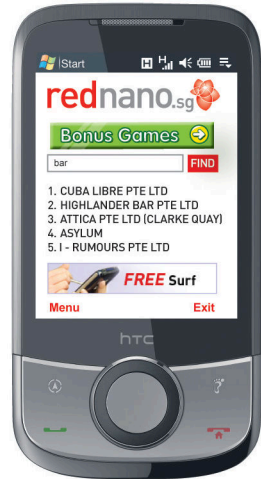 Start
H H
rednano.sg
Bonus Games
bar
FIND
1. CUBA LIBRE PTE LTD
2. HIGHLANDER BAR PTE LTD
3. ATTICA PTE LTD (CLARKE QUAY)
4. ASYLUM
5. I - RUMOURS PTE LTD
FREE Surf
Menu
Exit
hTC